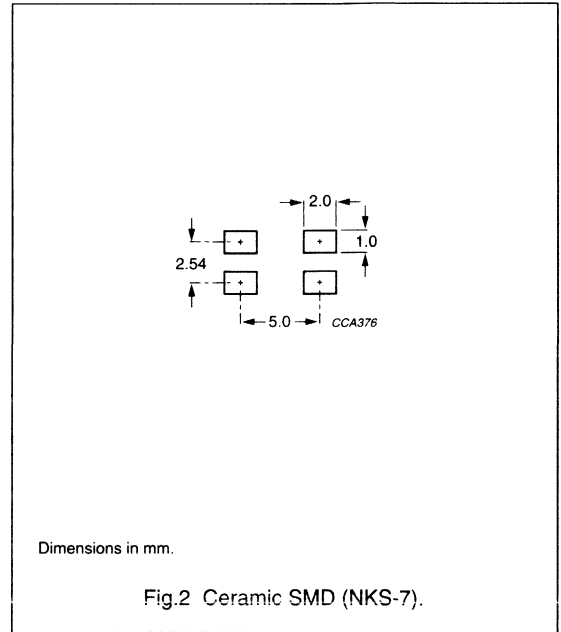 2.0
1.0
2.54
5.0
CCA376
Dimensions in mm.
Fig.2 Ceramic SMD (NKS-7).